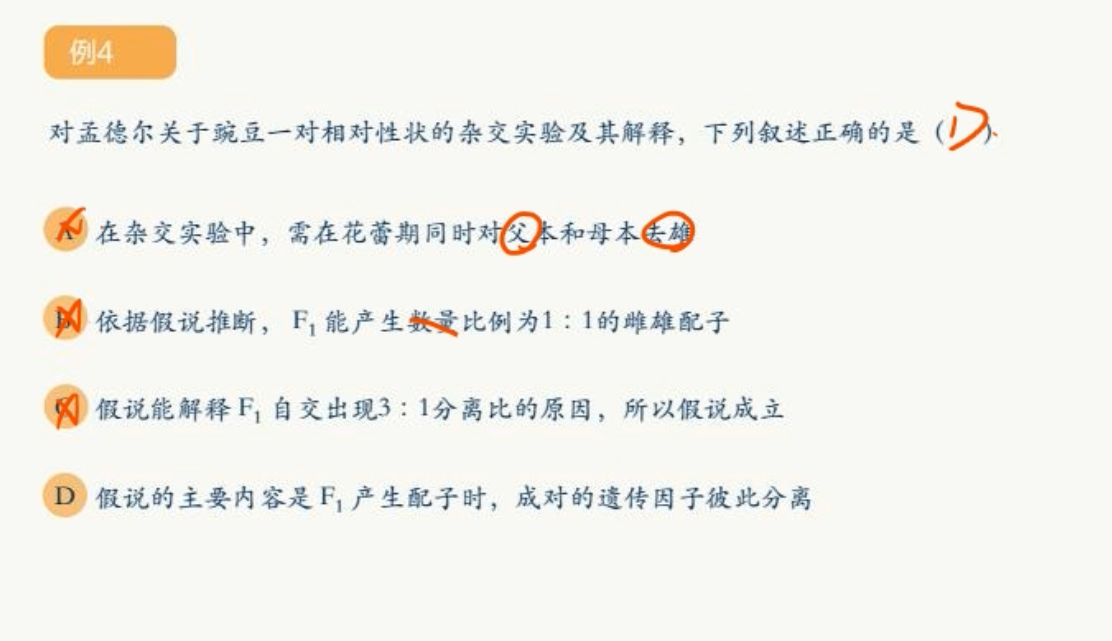 例4
对孟德尔关于豌豆一对相对性状的杂交实验及其解释，下列叙述正确的是（D）
A 在杂交实验中，需在花蕾期同时对父本和母本去雄
B 依据假说推断，F₁能产生数量比例为1：1的雌雄配子
C 假说能解释F₁自交出现3：1分离比的原因，所以假说成立
D 假说的主要内容是F₁产生配子时，成对的遗传因子彼此分离